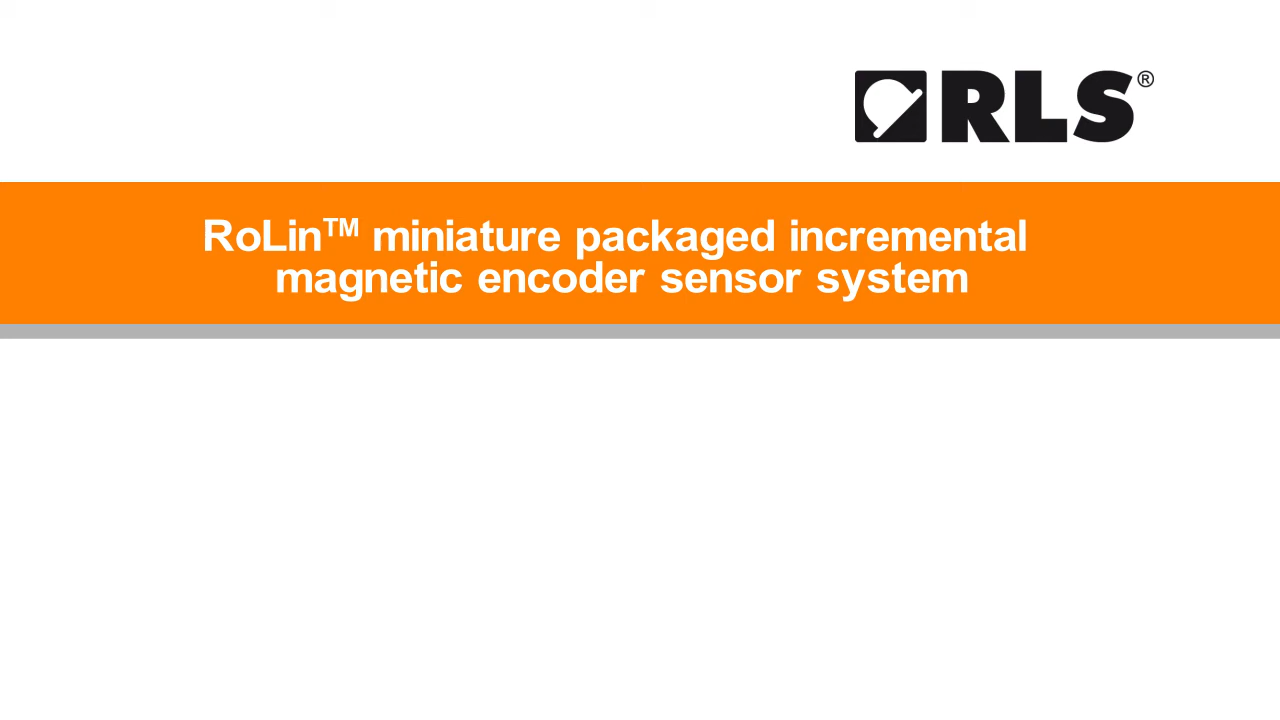 RLS®
RoLin™ miniature packaged incremental
magnetic encoder sensor system